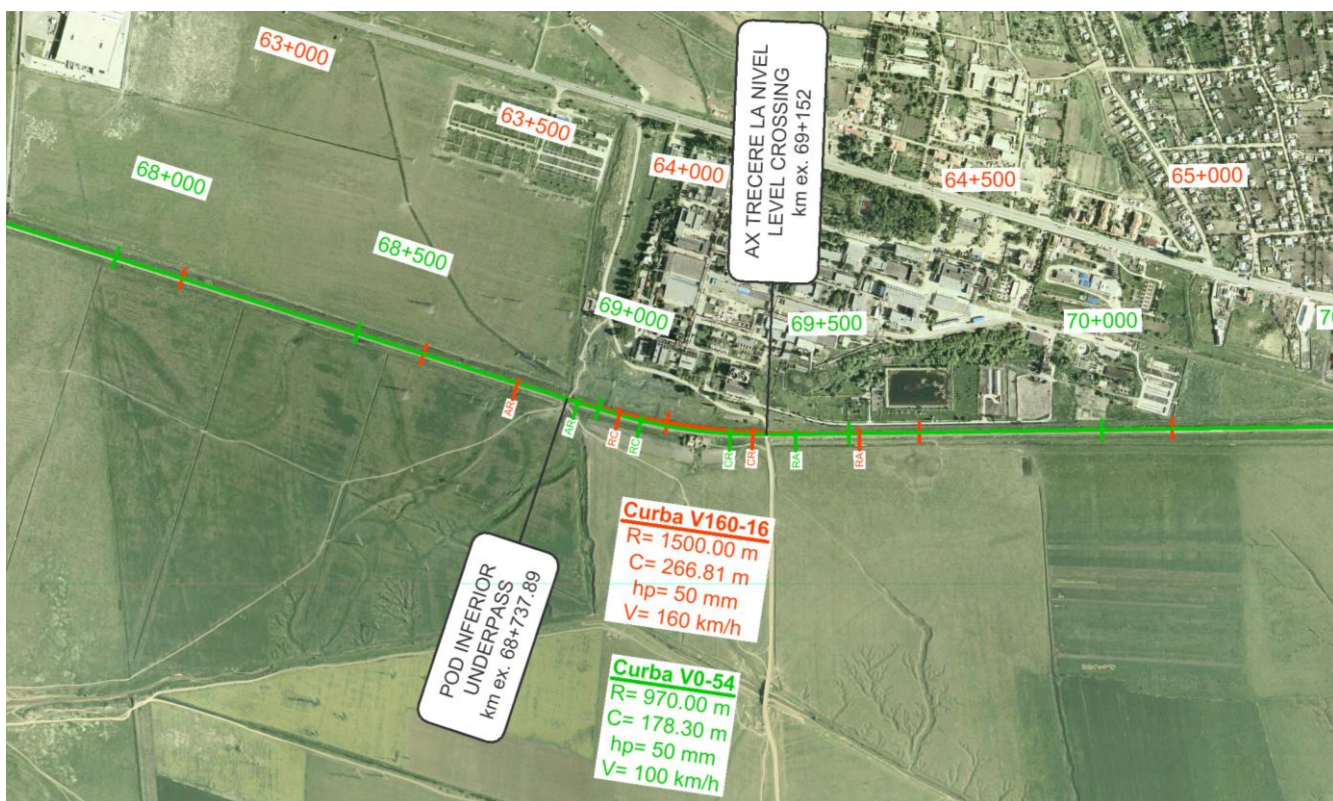 63+000
63+500
64+000
64+500
65+000
68+000
68+500
69+000
69+500
70+000
AX TRECERE LA NIVEL
LEVEL CROSSING
km ex. 69+152
AR
AR
RC
RC
CR
CR
RA
RA
POD INFERIOR
UNDERPASS
km ex. 68+737.89
Curba V160-16
R= 1500.00 m
C= 266.81 m
hp= 50 mm
V= 160 km/h
Curba V0-54
R= 970.00 m
C= 178.30 m
hp= 50 mm
V= 100 km/h